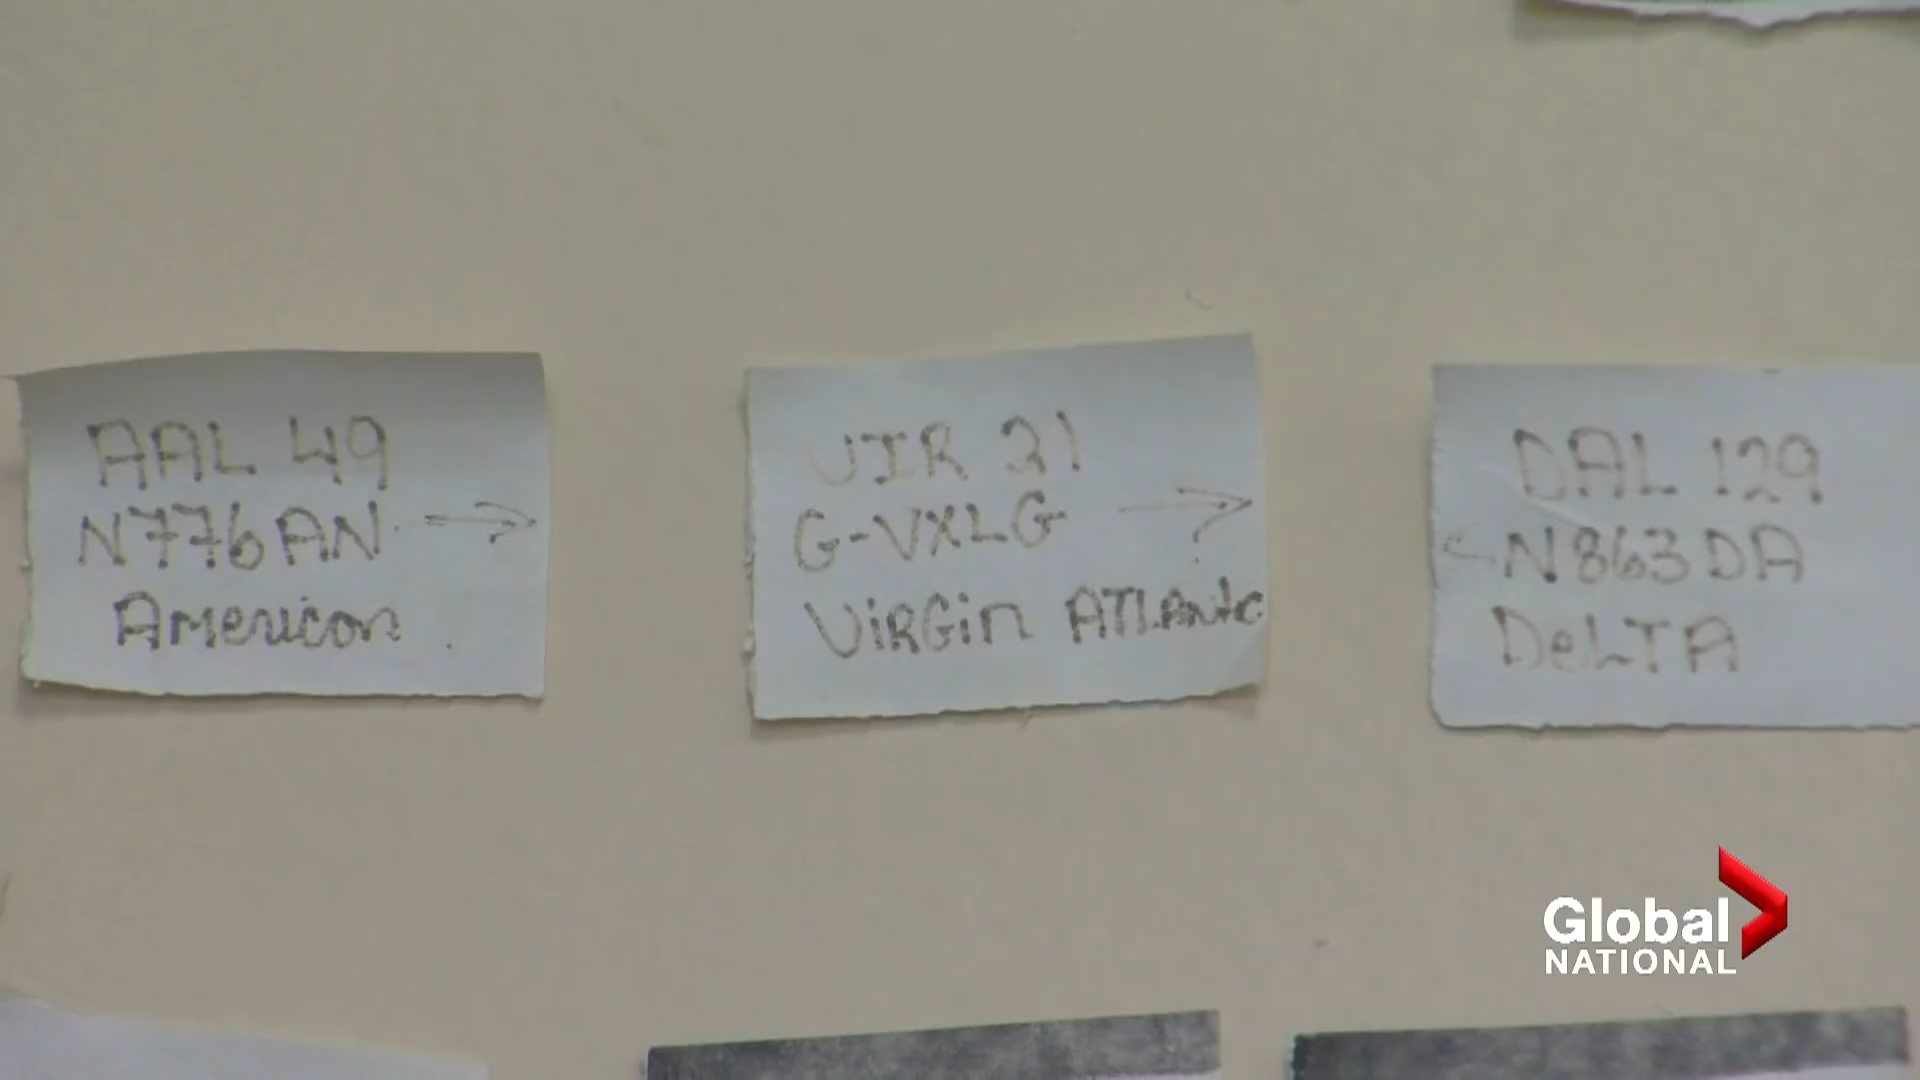 AAL 49
N776AN
American
VIR 21
G-VXLG
VIRGin ATLANtic
DAL 129
N863DA
DeLTA
Global
NATIONAL